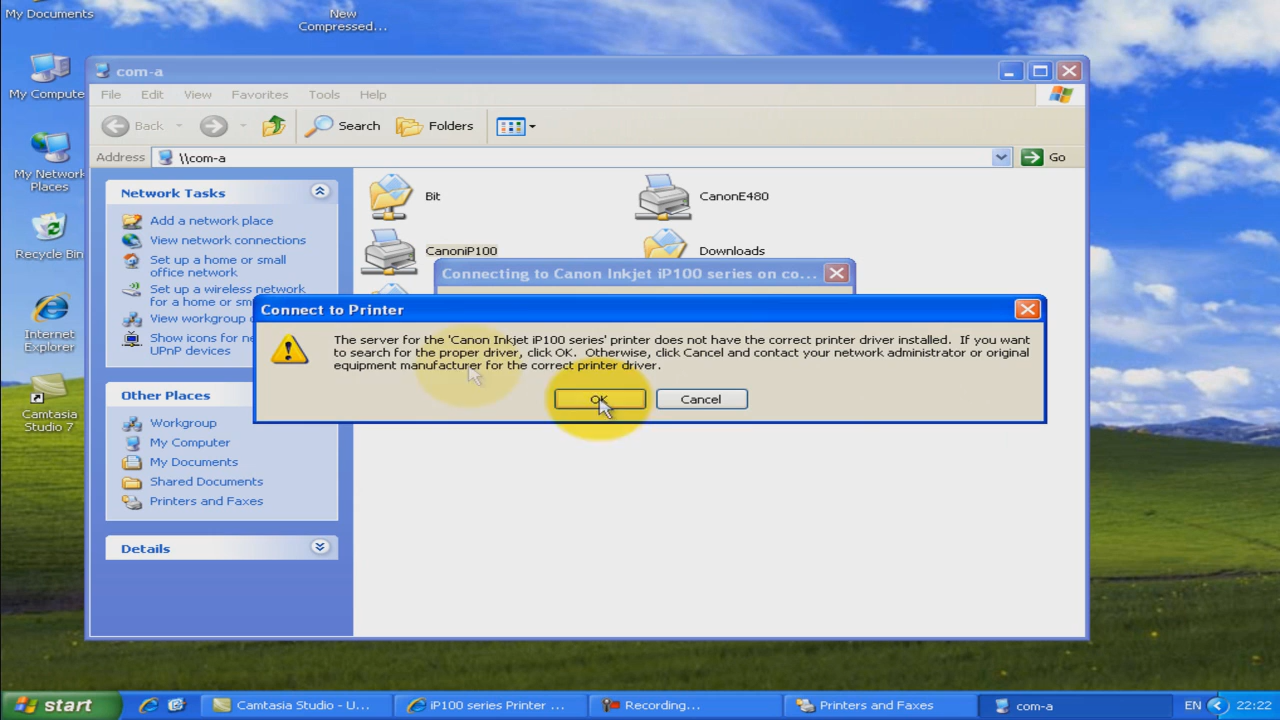 My Documents
New
Compressed...
com-a
File Edit View Favorites Tools Help
Back Search Folders
Address \\com-a Go
My Compute
My Network
Places
Recycle Bin
Internet
Explorer
Camtasia
Studio 7
Network Tasks
Add a network place
View network connections
Set up a home or small
office network
Set up a wireless network
for a home or sm
View workgroup c
Show icons for ne
UPnP devices
Other Places
Workgroup
My Computer
My Documents
Shared Documents
Printers and Faxes
Details
Bit
CanonE480
CanoniP100
Downloads
Connecting to Canon Inkjet iP100 series on co...
Connect to Printer
The server for the 'Canon Inkjet iP100 series' printer does not have the correct printer driver installed. If you want
to search for the proper driver, click OK. Otherwise, click Cancel and contact your network administrator or original
equipment manufacturer for the correct printer driver.
OK Cancel
start Camtasia Studio - U... iP100 series Printer ... Recording... Printers and Faxes com-a EN 22:22